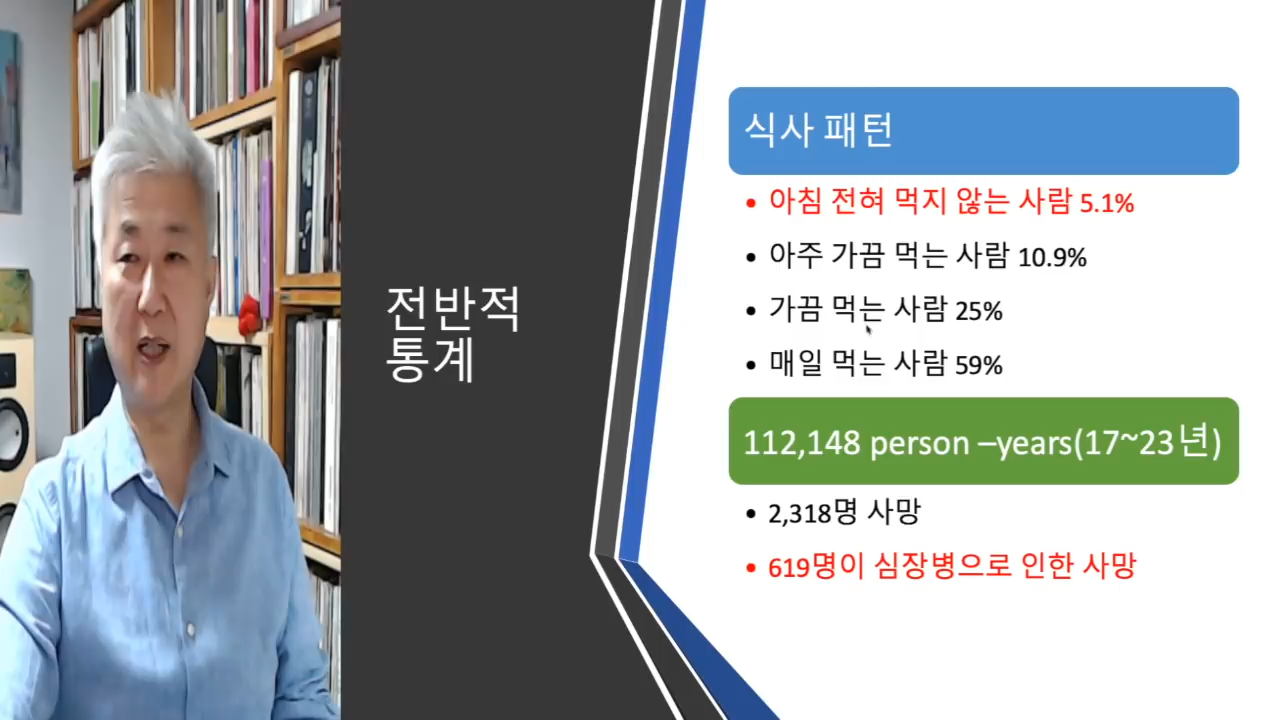 전반적
통계
식사 패턴
• 아침 전혀 먹지 않는 사람 5.1%
• 아주 가끔 먹는 사람 10.9%
• 가끔 먹는 사람 25%
• 매일 먹는 사람 59%
112,148 person –years(17~23년)
• 2,318명 사망
• 619명이 심장병으로 인한 사망